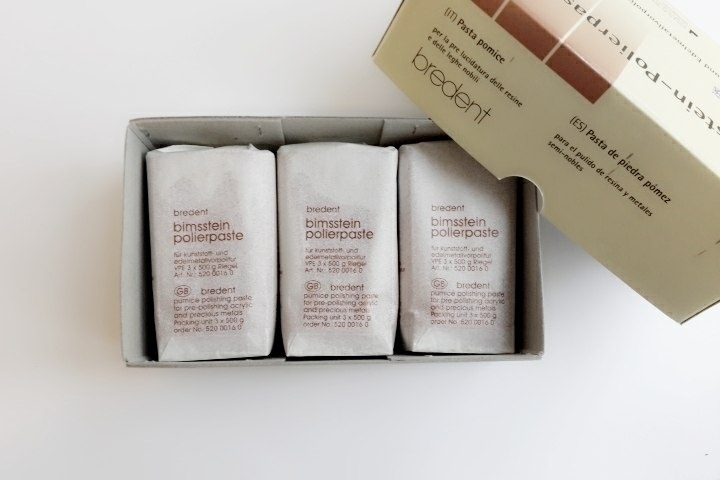 bredent
bimsstein
polierpaste
für kunststoff- und
edelmetallvorpolitur
VPE 3 x 500 g Riegel
Art. Nr.: 520 0016 0
GB bredent
pumice polishing paste
for pre-polishing acrylic
and precious metals
Packing unit 3 x 500 g
order No: 520 0016 0
bredent
bimsstein
polierpaste
für kunststoff- und
edelmetallvorpolitur
VPE 3 x 500 g Riegel
Art. Nr.: 520 0016 0
GB bredent
pumice polishing paste
for pre-polishing acrylic
and precious metals
Packing unit 3 x 500 g
order No: 520 0016 0
bredent
bimsstein
polierpaste
für kunststoff- und
edelmetallvorpolitur
VPE 3 x 500 g Riegel
Art. Nr.: 520 0016 0
GB bredent
pumice polishing paste
for pre-polishing acrylic
and precious metals
Packing unit 3 x 500 g
order No: 520 0016 0
(IT) Pasta pomice
per la pre lucidatura delle resine
e delle leghe nobili
bredent
(ES) Pasta de piedra pómez
para el pulido de resina y metales
semi-nobles
stein-Polierpas